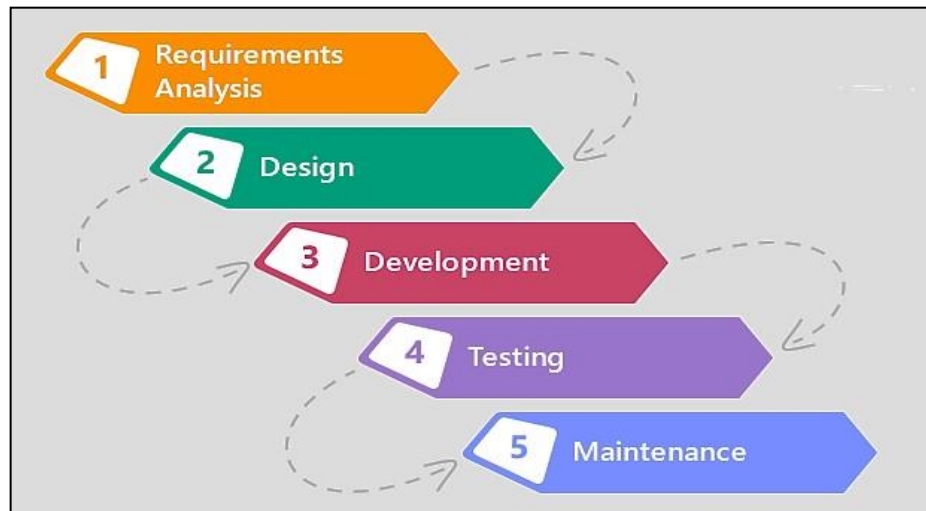 1 Requirements
Analysis
2 Design
3 Development
4 Testing
5 Maintenance